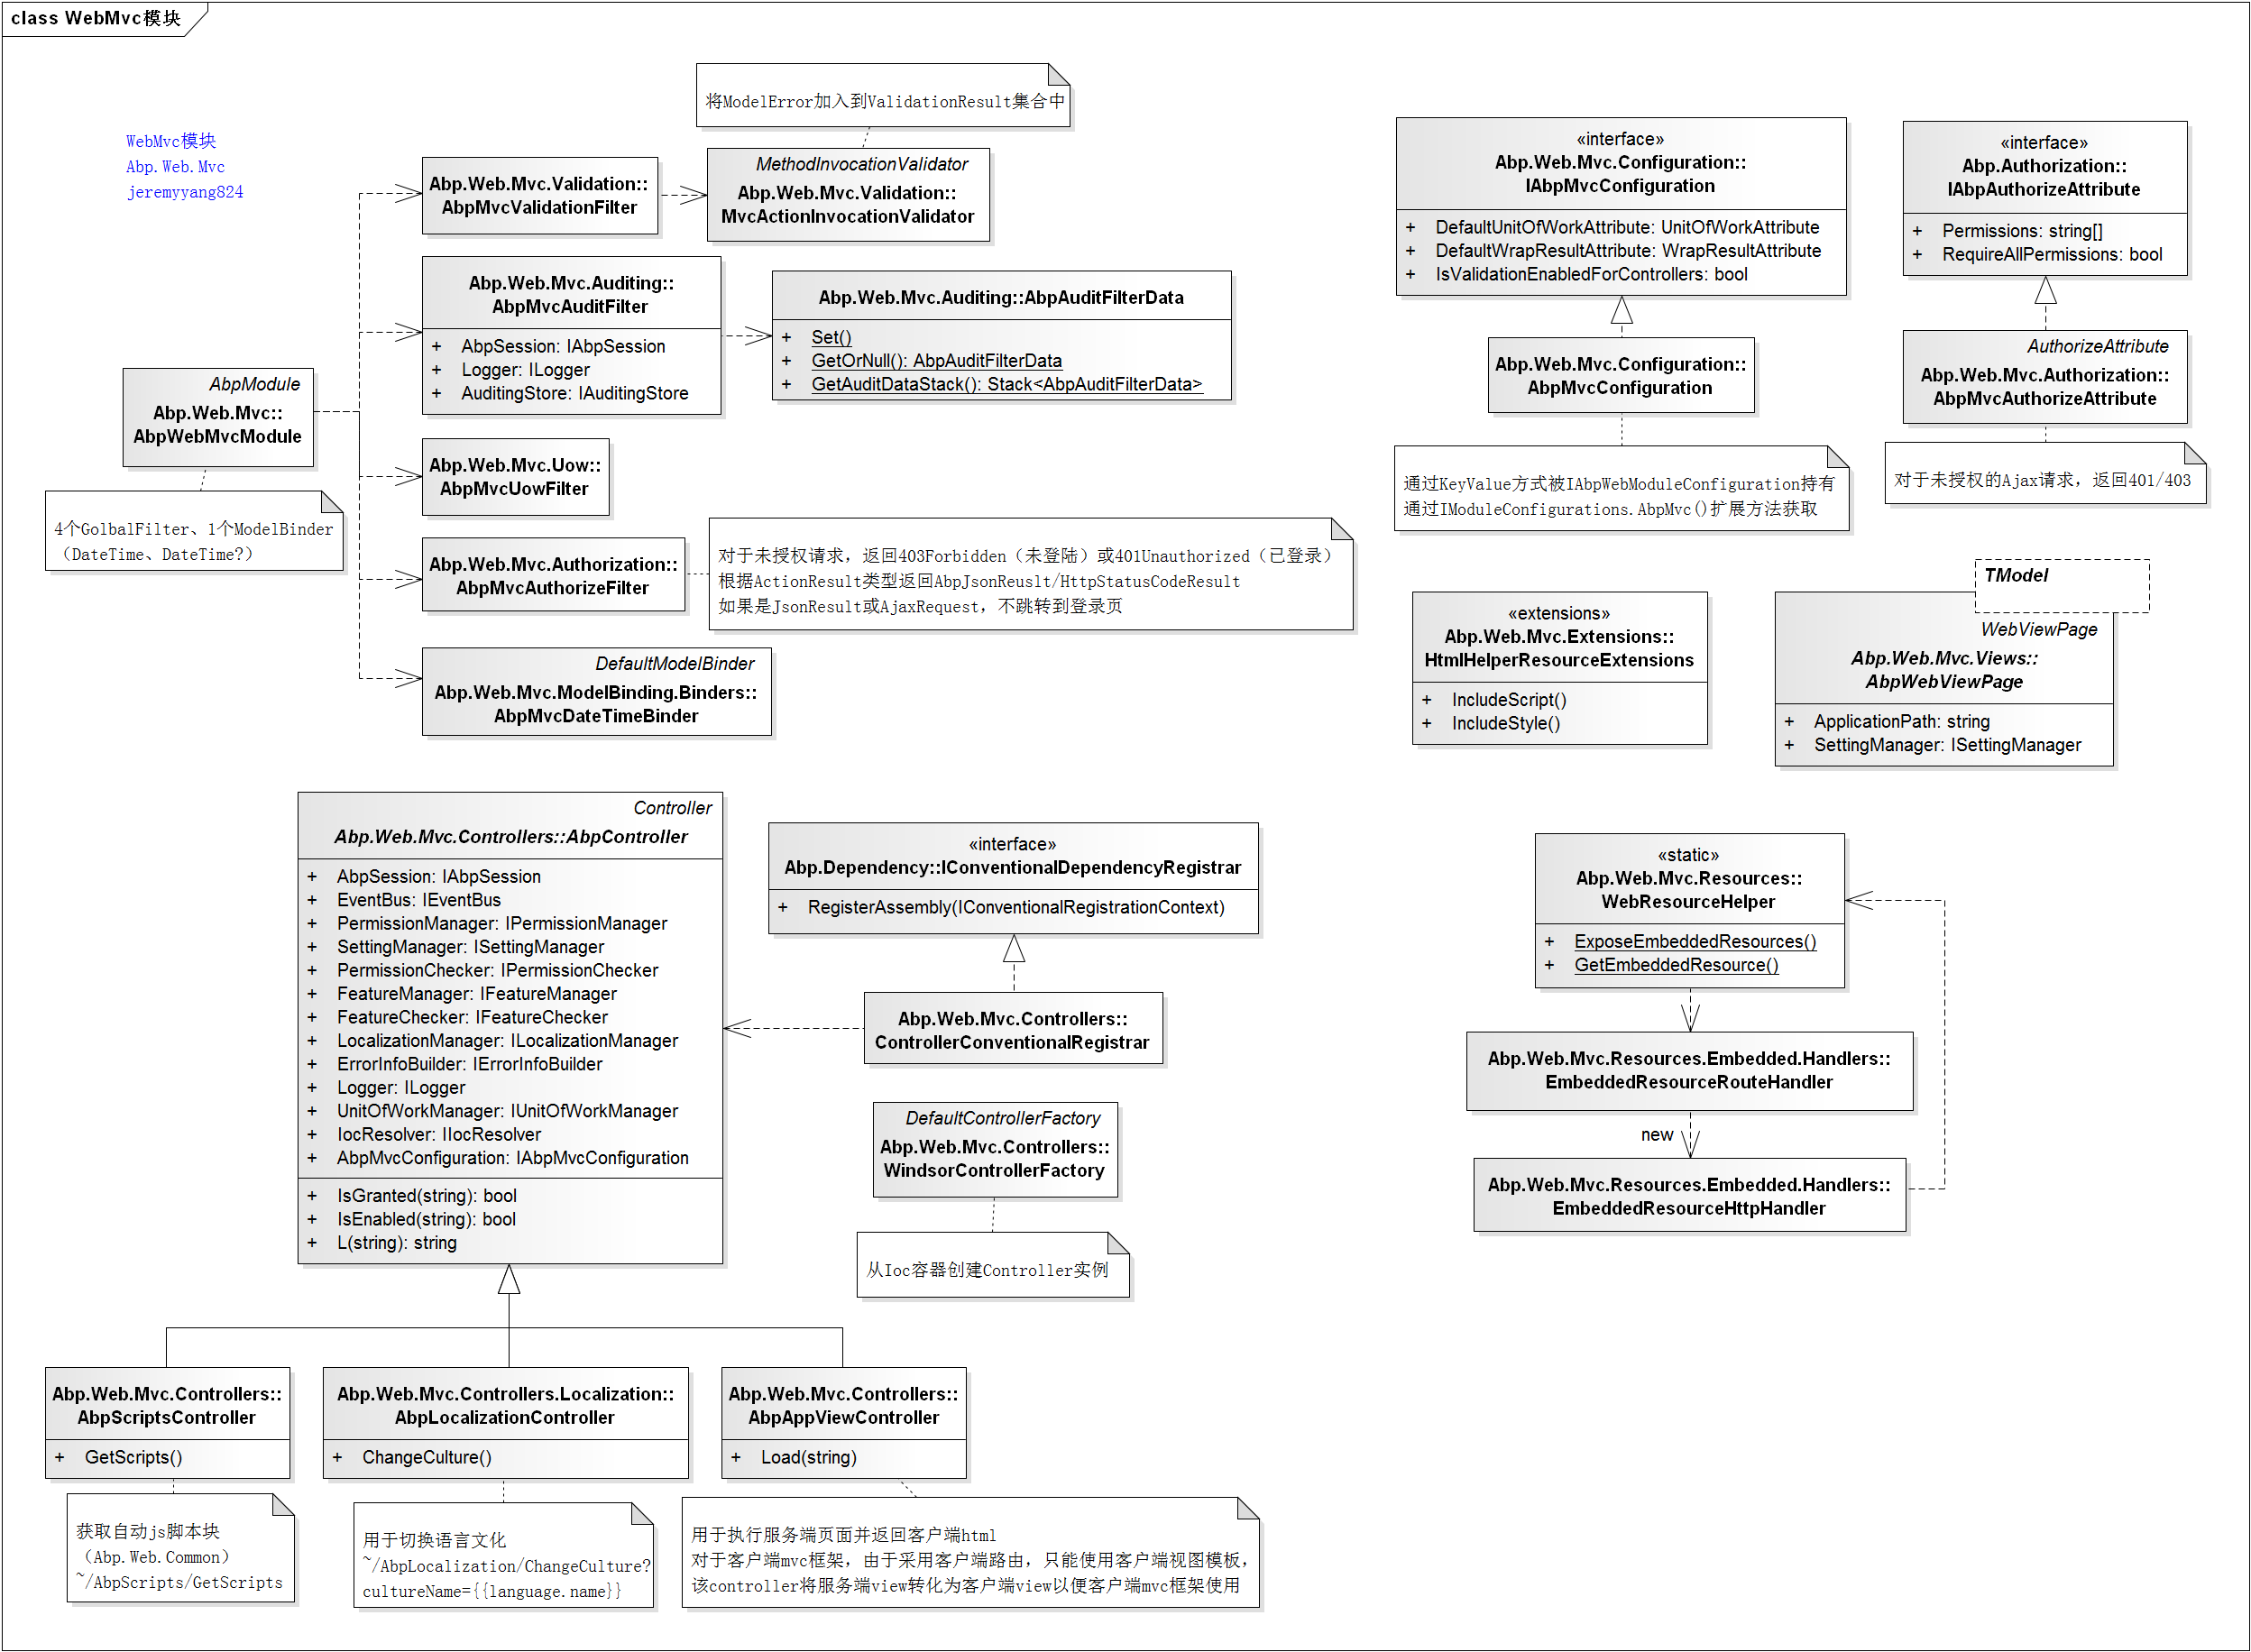 class WebMvc模块
WebMvc模块
Abp.Web.Mvc
jeremyyang824
将ModelError加入到ValidationResult集合中
Abp.Web.Mvc.Validation::
AbpMvcValidationFilter
MethodInvocationValidator
Abp.Web.Mvc.Validation::
MvcActionInvocationValidator
Abp.Web.Mvc.Auditing::
AbpMvcAuditFilter
+ AbpSession: IAbpSession
+ Logger: ILogger
+ AuditingStore: IAuditingStore
Abp.Web.Mvc.Auditing::AbpAuditFilterData
+ Set()
+ GetOrNull(): AbpAuditFilterData
+ GetAuditDataStack(): Stack<AbpAuditFilterData>
AbpModule
Abp.Web.Mvc::
AbpWebMvcModule
4个GolbalFilter、1个ModelBinder
（DateTime、DateTime?）
Abp.Web.Mvc.Uow::
AbpMvcUowFilter
Abp.Web.Mvc.Authorization::
AbpMvcAuthorizeFilter
对于未授权请求，返回403Forbidden（未登陆）或401Unauthorized（已登录）
根据ActionResult类型返回AbpJsonReuslt/HttpStatusCodeResult
如果是JsonResult或AjaxRequest，不跳转到登录页
DefaultModelBinder
Abp.Web.Mvc.ModelBinding.Binders::
AbpMvcDateTimeBinder
«interface»
Abp.Web.Mvc.Configuration::
IAbpMvcConfiguration
+ DefaultUnitOfWorkAttribute: UnitOfWorkAttribute
+ DefaultWrapResultAttribute: WrapResultAttribute
+ IsValidationEnabledForControllers: bool
Abp.Web.Mvc.Configuration::
AbpMvcConfiguration
通过KeyValue方式被IAbpWebModuleConfiguration持有
通过IModuleConfigurations.AbpMvc()扩展方法获取
«interface»
Abp.Authorization::
IAbpAuthorizeAttribute
+ Permissions: string[]
+ RequireAllPermissions: bool
AuthorizeAttribute
Abp.Web.Mvc.Authorization::
AbpMvcAuthorizeAttribute
对于未授权的Ajax请求，返回401/403
«extensions»
Abp.Web.Mvc.Extensions::
HtmlHelperResourceExtensions
+ IncludeScript()
+ IncludeStyle()
TModel
WebViewPage
Abp.Web.Mvc.Views::
AbpWebViewPage
+ ApplicationPath: string
+ SettingManager: ISettingManager
Controller
Abp.Web.Mvc.Controllers::AbpController
+ AbpSession: IAbpSession
+ EventBus: IEventBus
+ PermissionManager: IPermissionManager
+ SettingManager: ISettingManager
+ PermissionChecker: IPermissionChecker
+ FeatureManager: IFeatureManager
+ FeatureChecker: IFeatureChecker
+ LocalizationManager: ILocalizationManager
+ ErrorInfoBuilder: IErrorInfoBuilder
+ Logger: ILogger
+ UnitOfWorkManager: IUnitOfWorkManager
+ IocResolver: IIocResolver
+ AbpMvcConfiguration: IAbpMvcConfiguration
+ IsGranted(string): bool
+ IsEnabled(string): bool
+ L(string): string
«interface»
Abp.Dependency::IConventionalDependencyRegistrar
+ RegisterAssembly(IConventionalRegistrationContext)
Abp.Web.Mvc.Controllers::
ControllerConventionalRegistrar
DefaultControllerFactory
Abp.Web.Mvc.Controllers::
WindsorControllerFactory
从Ioc容器创建Controller实例
«static»
Abp.Web.Mvc.Resources::
WebResourceHelper
+ ExposeEmbeddedResources()
+ GetEmbeddedResource()
Abp.Web.Mvc.Resources.Embedded.Handlers::
EmbeddedResourceRouteHandler
new
Abp.Web.Mvc.Resources.Embedded.Handlers::
EmbeddedResourceHttpHandler
Abp.Web.Mvc.Controllers::
AbpScriptsController
+ GetScripts()
获取自动js脚本块
（Abp.Web.Common）
~/AbpScripts/GetScripts
Abp.Web.Mvc.Controllers.Localization::
AbpLocalizationController
+ ChangeCulture()
用于切换语言文化
~/AbpLocalization/ChangeCulture?
cultureName={{language.name}}
Abp.Web.Mvc.Controllers::
AbpAppViewController
+ Load(string)
用于执行服务端页面并返回客户端html
对于客户端mvc框架，由于采用客户端路由，只能使用客户端视图模板，
该controller将服务端view转化为客户端view以便客户端mvc框架使用